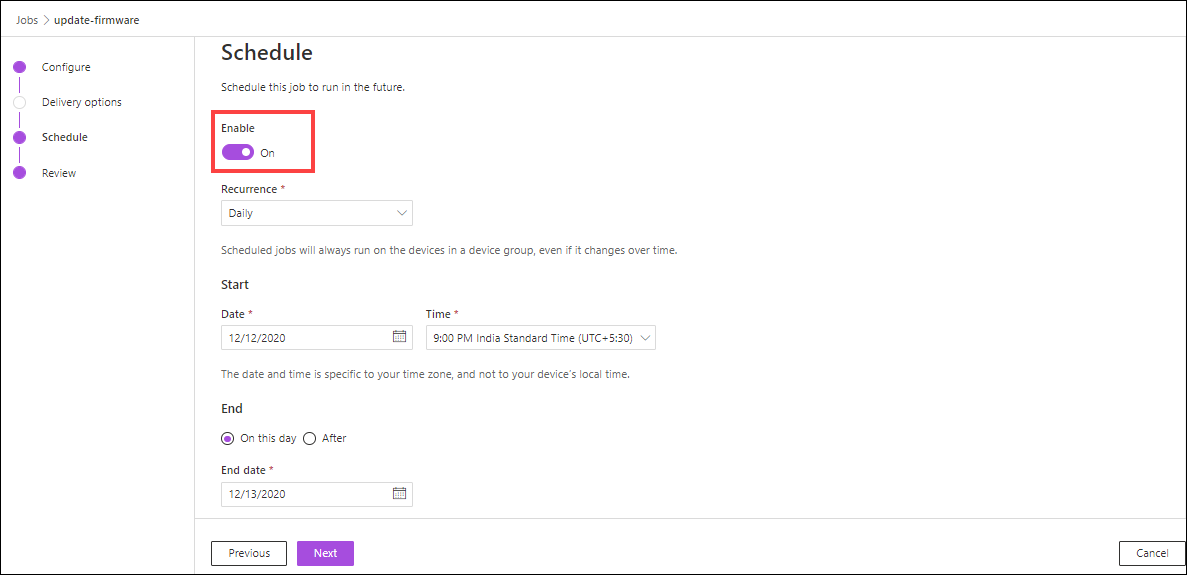 Jobs > update-firmware
Configure
Delivery options
Schedule
Review
Schedule
Schedule this job to run in the future.
Enable
On
Recurrence *
Daily
Scheduled jobs will always run on the devices in a device group, even if it changes over time.
Start
Date * Time *
12/12/2020 9:00 PM India Standard Time (UTC+5:30)
The date and time is specific to your time zone, and not to your device's local time.
End
On this day After
End date *
12/13/2020
Previous Next Cancel